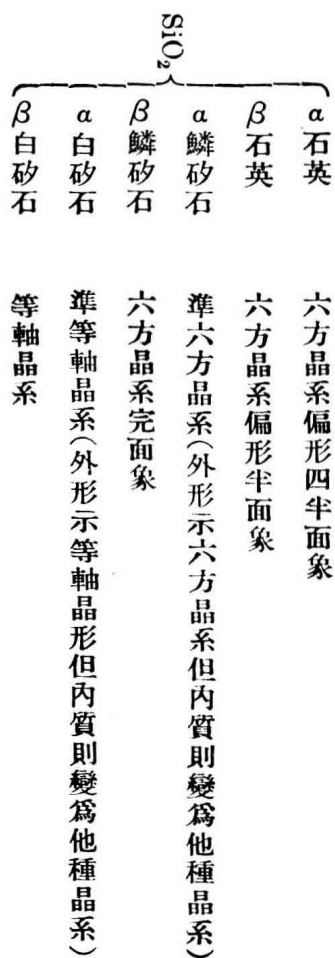 SiO₂
α 石英 六方晶系偏形四半面象
β 石英 六方晶系偏形半面象
α 鱗矽石 準六方晶系(外形示六方晶系但內質則變爲他種晶系)
β 鱗矽石 六方晶系完面象
α 白矽石 準等軸晶系(外形示等軸晶形但內質則變爲他種晶系)
β 白矽石 等軸晶系